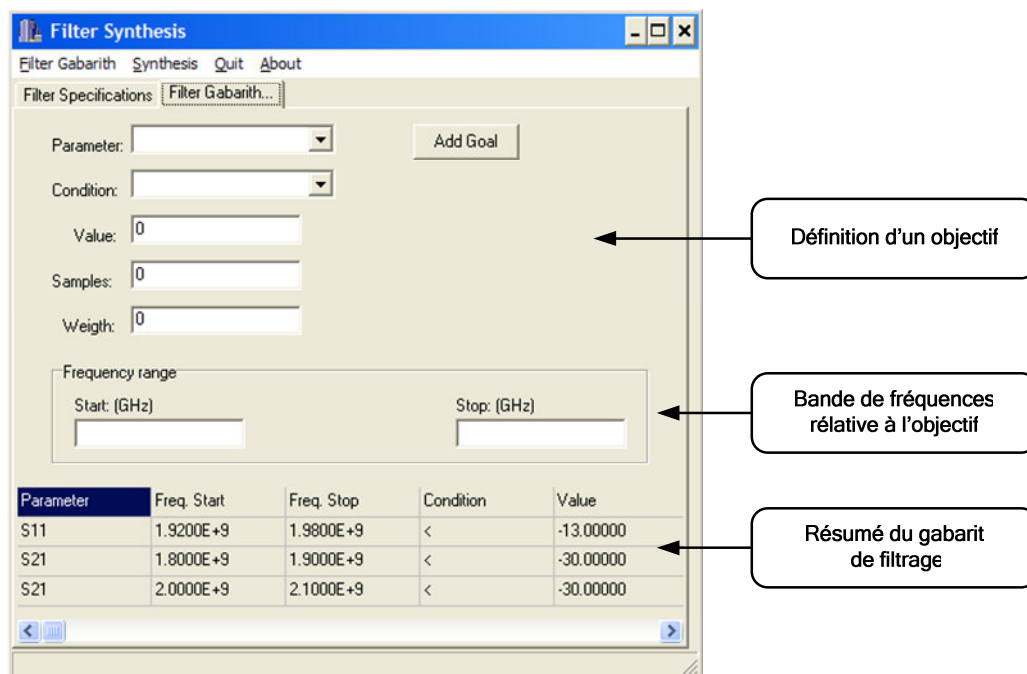 Filter Synthesis
Filter Gabarith Synthesis Quit About
Filter Specifications Filter Gabarith...
Parameter: Add Goal
Condition:
Value: 0
Samples: 0
Weigth: 0
Frequency range
Start: (GHz) Stop: (GHz)
Parameter Freq. Start Freq. Stop Condition Value
S11 1.9200E+9 1.9800E+9 < -13.00000
S21 1.8000E+9 1.9000E+9 < -30.00000
S21 2.0000E+9 2.1000E+9 < -30.00000
Définition d'un objectif
Bande de fréquences
rélative à l'objectif
Résumé du gabarit
de filtrage